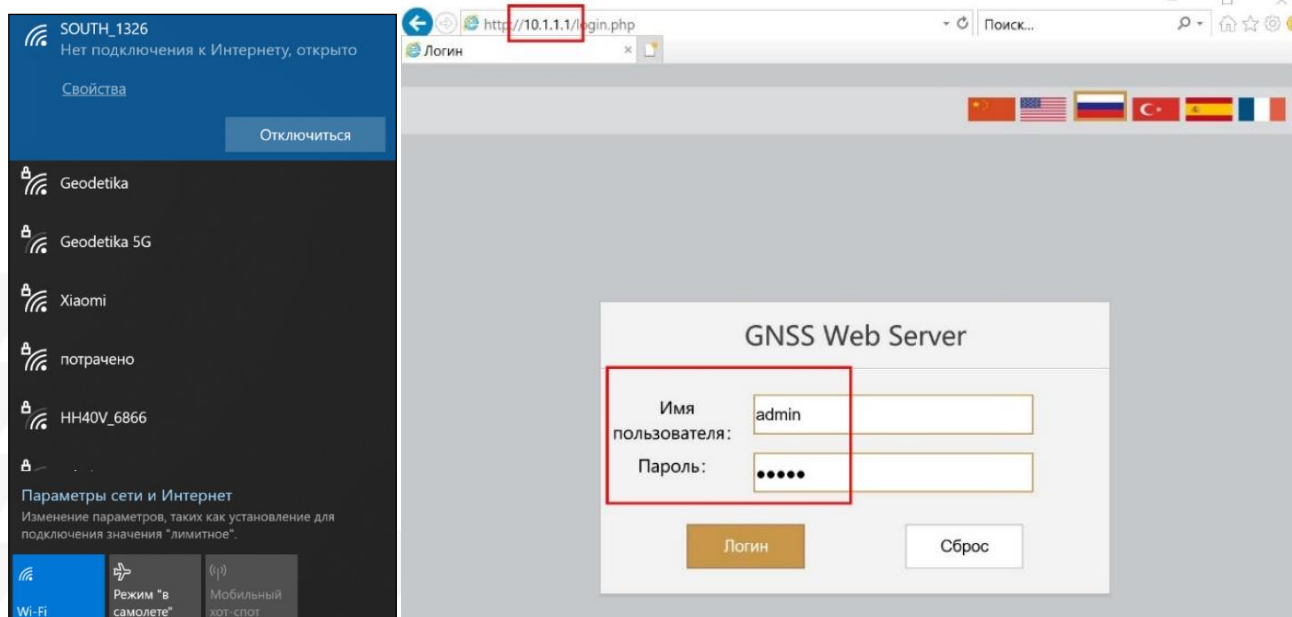 SOUTH_1326
Нет подключения к Интернету, открыто
Свойства
Отключиться
Geodetika
Geodetika 5G
Xiaomi
потрачено
HH40V_6866
Параметры сети и Интернет
Изменение параметров, таких как установление для
подключения значения "лимитное".
Wi-Fi
Режим "в
самолете"
Мобильный
хот-спот
http://10.1.1.1/login.php
Поиск...
Логин
GNSS Web Server
Имя
пользователя:
admin
Пароль:
•••••
Логин
Сброс